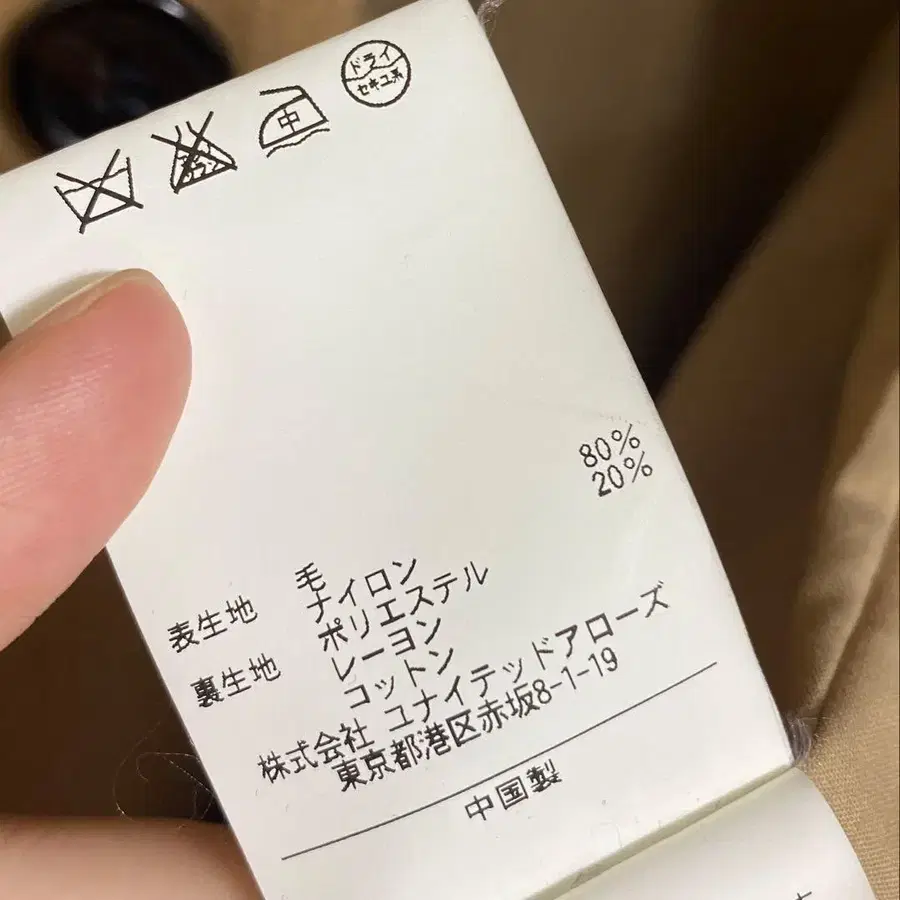 ドライ
セキユ系
中
80%
20%
表生地 毛
ナイロン
裏生地 ポリエステル
レーヨン
コットン
株式会社 ユナイテッドアローズ
東京都港区赤坂8-1-19
中国製